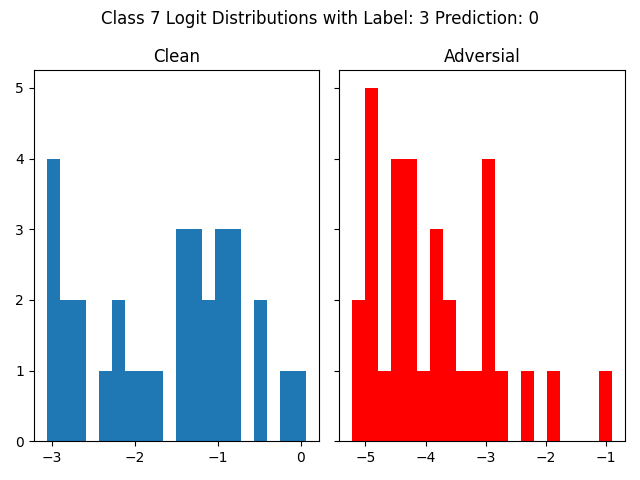 Class 7 Logit Distributions with Label: 3 Prediction: 0
Clean
Adversial
5
4
3
2
1
0
−3 −2 −1 0
−5 −4 −3 −2 −1